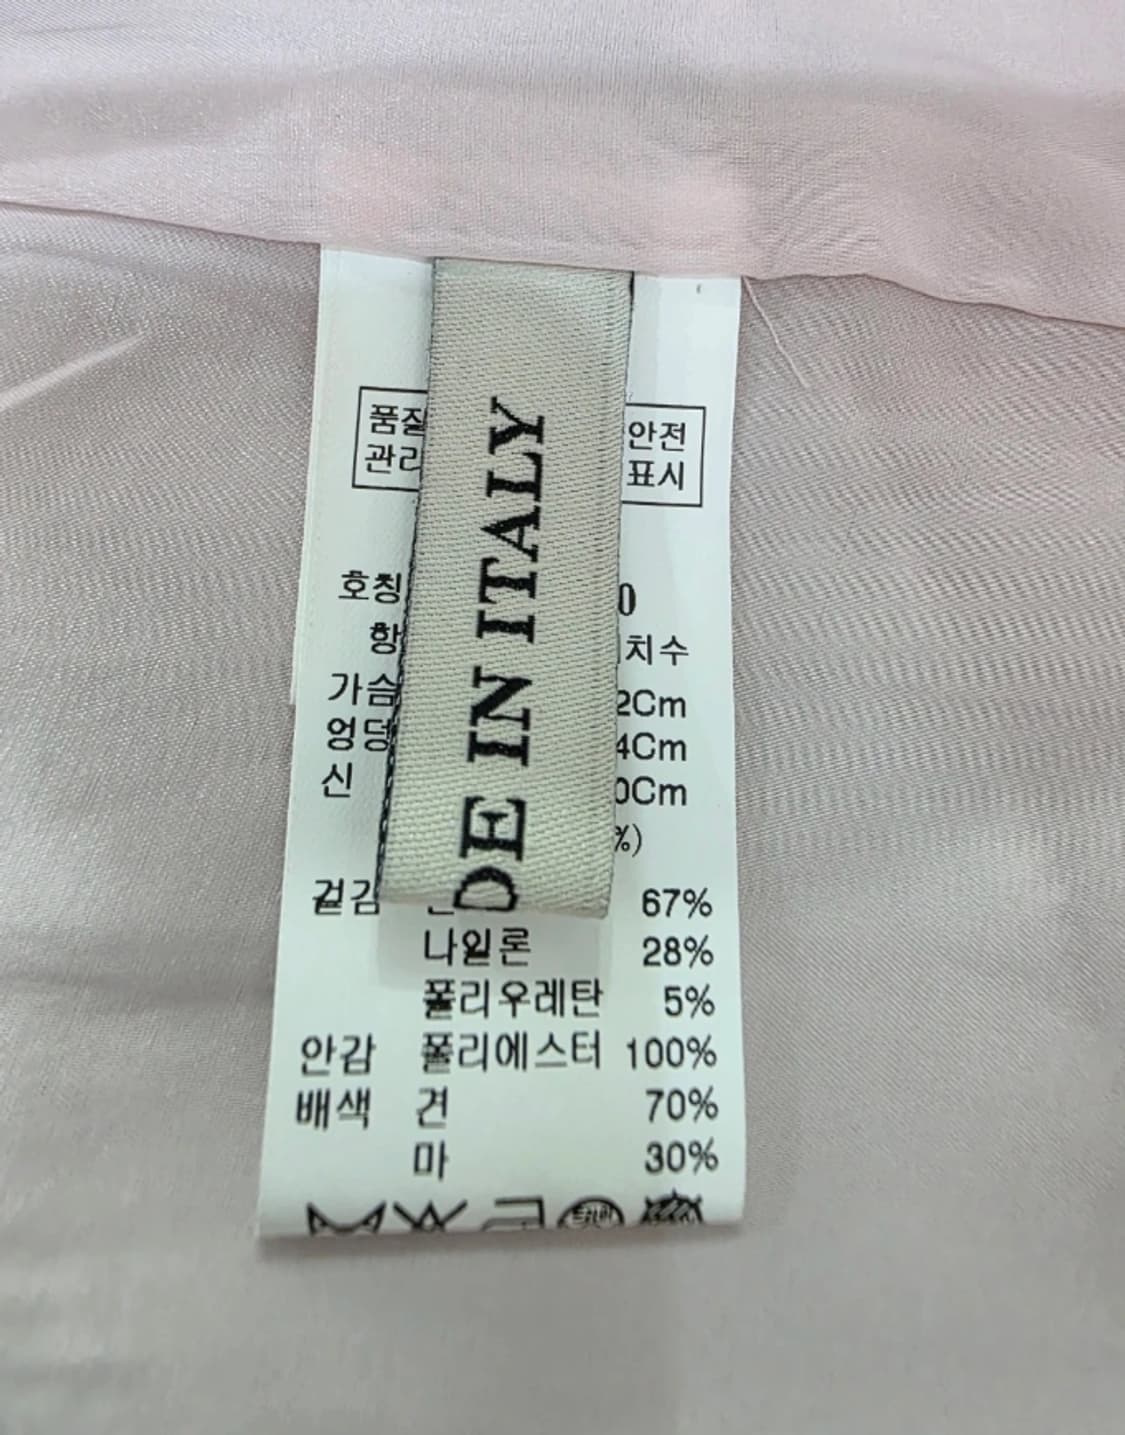 DE IN ITALY
품질 안전
관리 표시
호칭 0
항 치수
가슴 2Cm
엉덩 4Cm
신 0Cm
%)
겉감 67%
나일론 28%
폴리우레탄 5%
안감 폴리에스터 100%
배색 견 70%
마 30%